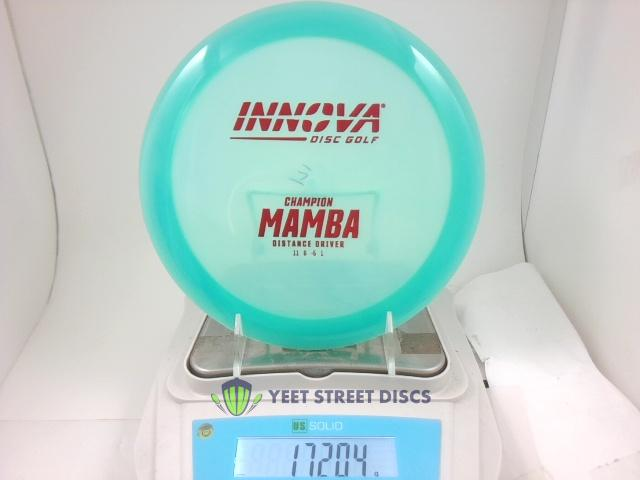 INNOVA®
DISC GOLF
CHAMPION
MAMBA
DISTANCE DRIVER
11 6 -5 1
YEET STREET DISCS
US SOLID
172.04 g